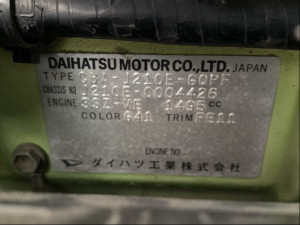 DAIHATSU MOTOR CO., LTD. JAPAN
TYPE CBA-J210E-GQPF
CHASSIS NO J210E-0004426
ENGINE 3SZ-VE 1495 cc
COLOR G41 TRIM FE11
ENGINE NO.
ダイハツ工業株式会社